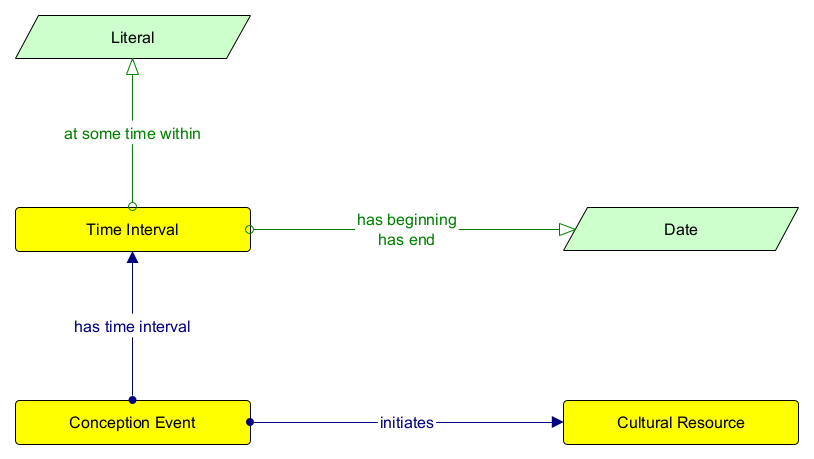 Literal
at some time within
Time Interval
has beginning
has end
Date
has time interval
Conception Event
initiates
Cultural Resource